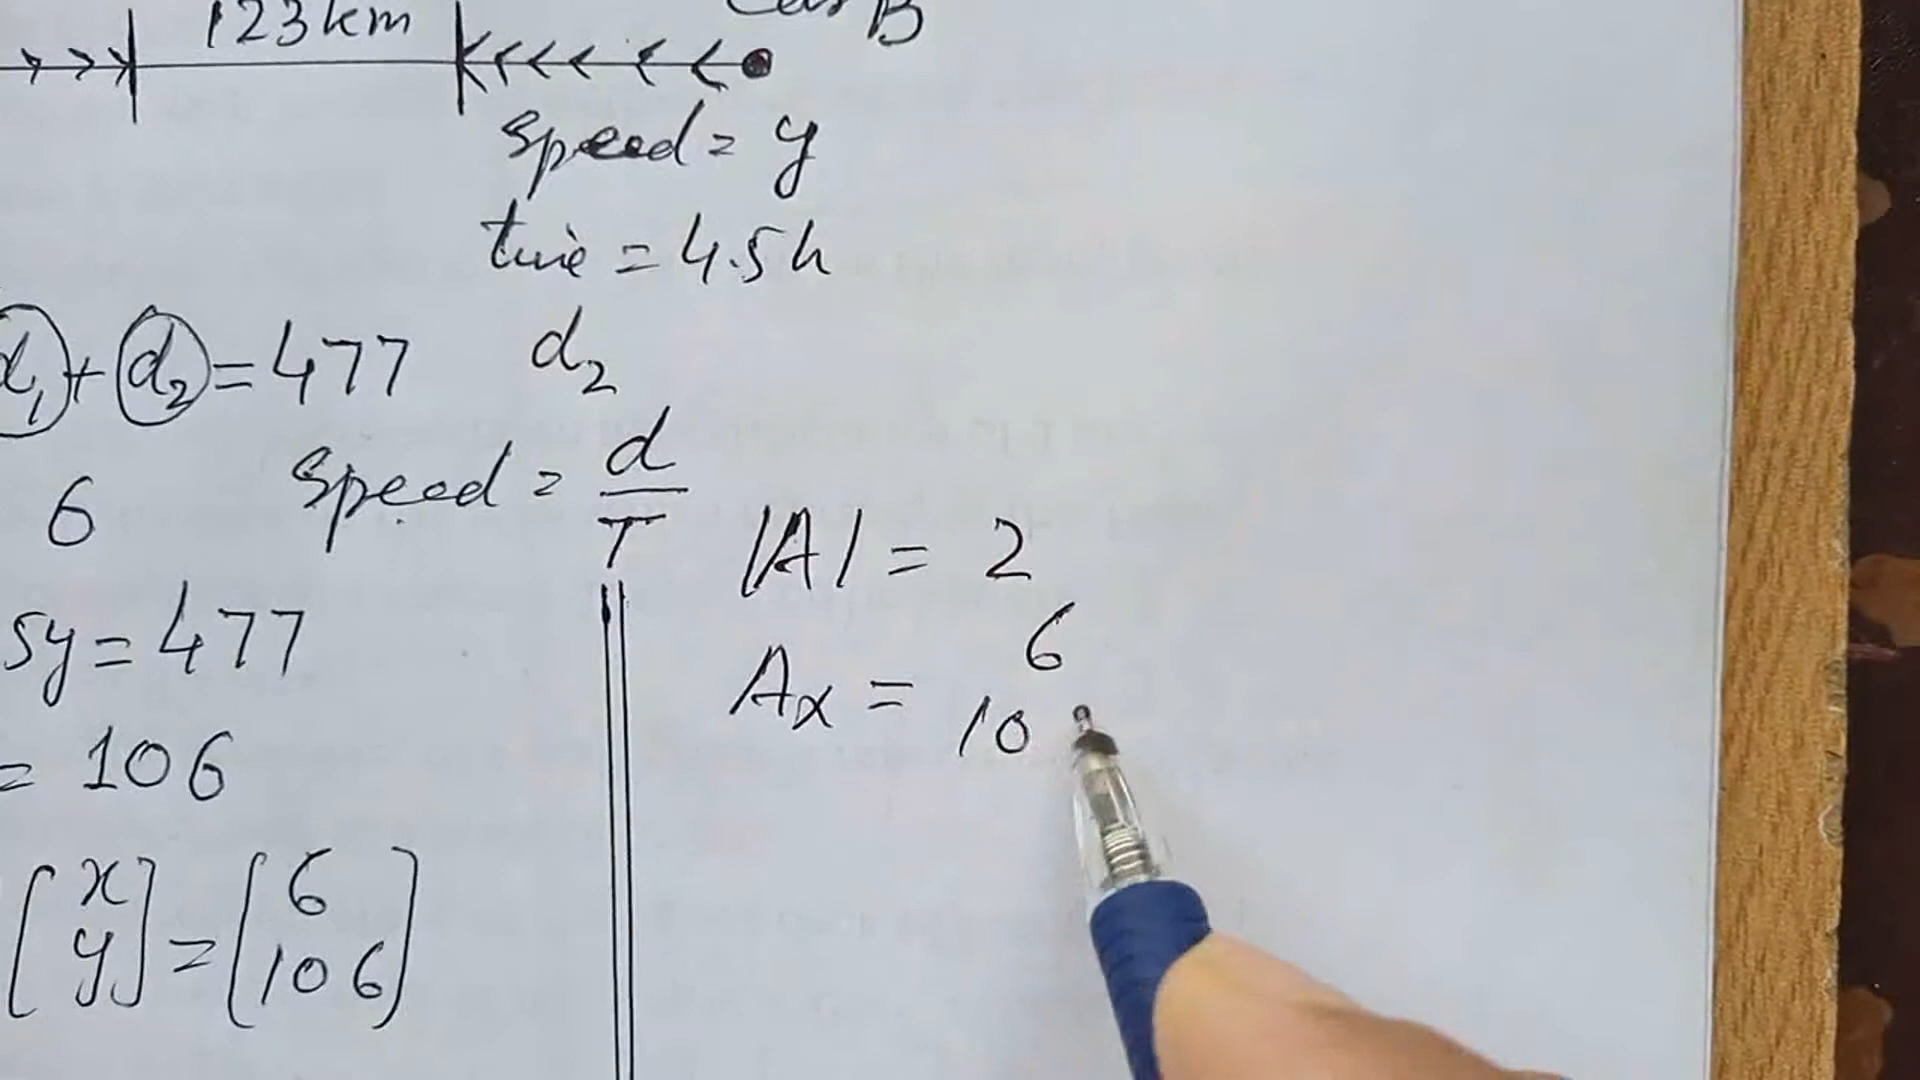 123km
Car B
speed = y
time = 4.5h
d₁ + d₂ = 477
d₂
6
speed = d/T
5y = 477
= 106
[x y] = [6 106]
|A| = 2
Ax = 6
10